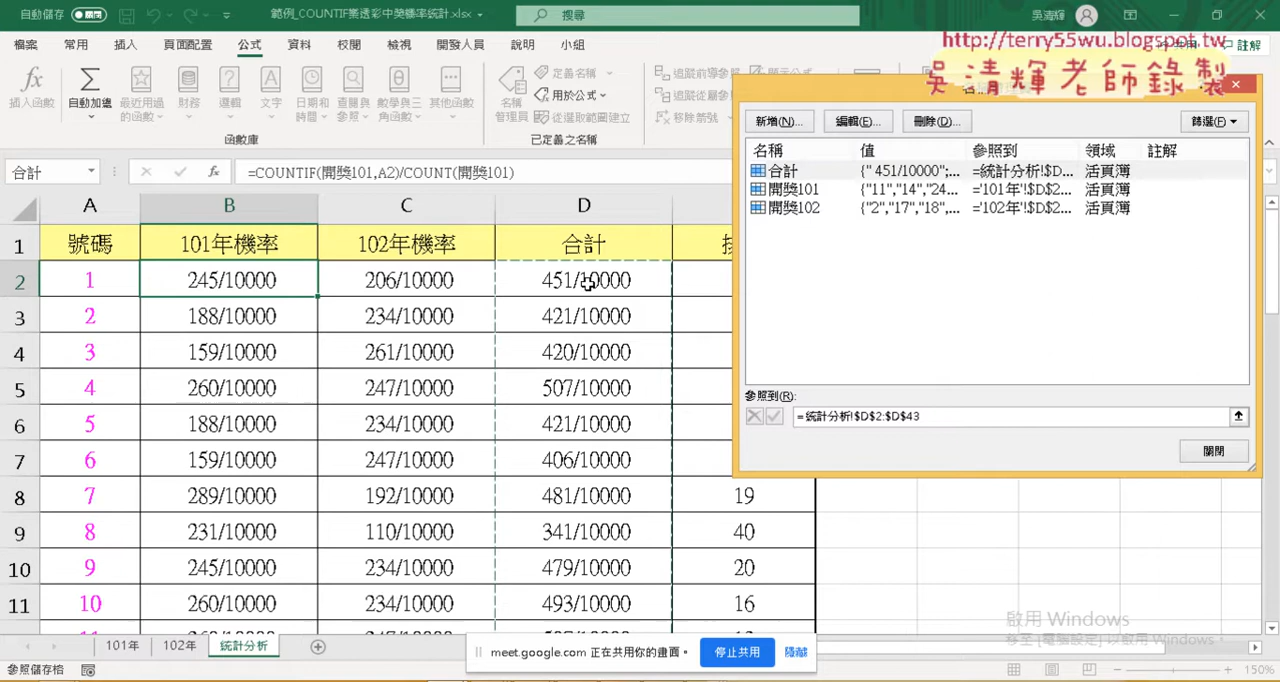 自動儲存
範例_COUNTIF樂透彩中獎機率統計.xlsx
搜尋
吳清輝
檔案 常用 插入 頁面配置 公式 資料 校閱 檢視 開發人員 說明 小組
共用 註解
http://terry55wu.blogspot.tw
吳清輝老師錄製
插入函數 自動加總 最近用過的函數 財務 邏輯 文字 日期和時間 查閱與參照 數學與三角函數 其他函數
名稱管理員 定義名稱 用於公式 從選取範圍建立
追蹤前導參照 顯示公式
追蹤從屬參照
移除箭號
函數庫 已定義之名稱
新增(N)... 編輯(E)... 刪除(D)... 篩選(F)
名稱 值 參照到 領域 註解
合計 {" 451/10000";... =統計分析!$D... 活頁簿
開獎101 {"11","14","24... ='101年'!$D$2... 活頁簿
開獎102 {"2","17","18",... ='102年'!$D$2... 活頁簿
參照到(R):
=統計分析!$D$2:$D$43
關閉
合計 fx =COUNTIF(開獎101,A2)/COUNT(開獎101)
A B C D
1 號碼 101年機率 102年機率 合計
2 1 245/10000 206/10000 451/10000
3 2 188/10000 234/10000 421/10000
4 3 159/10000 261/10000 420/10000
5 4 260/10000 247/10000 507/10000
6 5 188/10000 234/10000 421/10000
7 6 159/10000 247/10000 406/10000
8 7 289/10000 192/10000 481/10000 19
9 8 231/10000 110/10000 341/10000 40
10 9 245/10000 234/10000 479/10000 20
11 10 260/10000 234/10000 493/10000 16
啟用 Windows
移至 [電腦設定] 以啟用 Windows。
101年 102年 統計分析
meet.google.com 正在共用你的畫面。 停止共用 隱藏
參照儲存格
150%